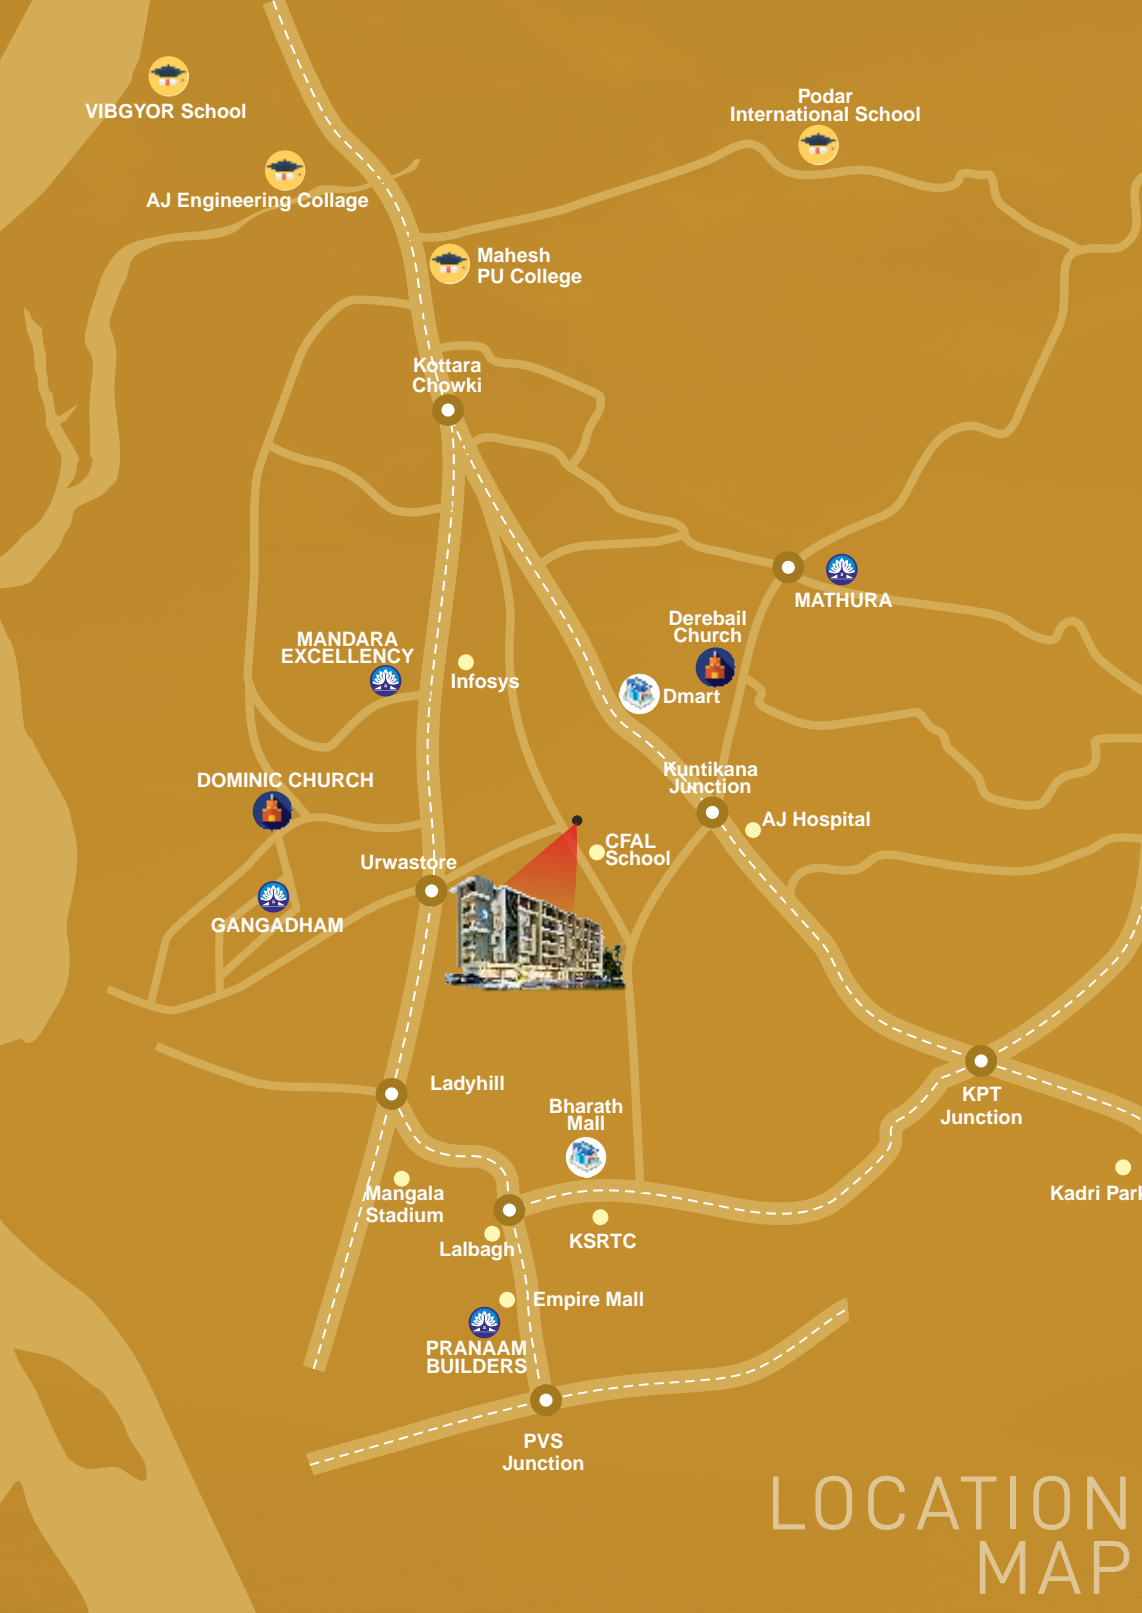 VIBGYOR School
Podar
International School
AJ Engineering Collage
Mahesh
PU College
Kottara
Chowki
MATHURA
Derebail
Church
MANDARA
EXCELLENCY
Infosys
Dmart
Kuntikana
Junction
DOMINIC CHURCH
AJ Hospital
CFAL
School
Urwastore
GANGADHAM
Ladyhill
KPT
Junction
Bharath
Mall
Kadri Park
Mangala
Stadium
Lalbagh
KSRTC
Empire Mall
PRANAAM
BUILDERS
PVS
Junction
LOCATION
MAP